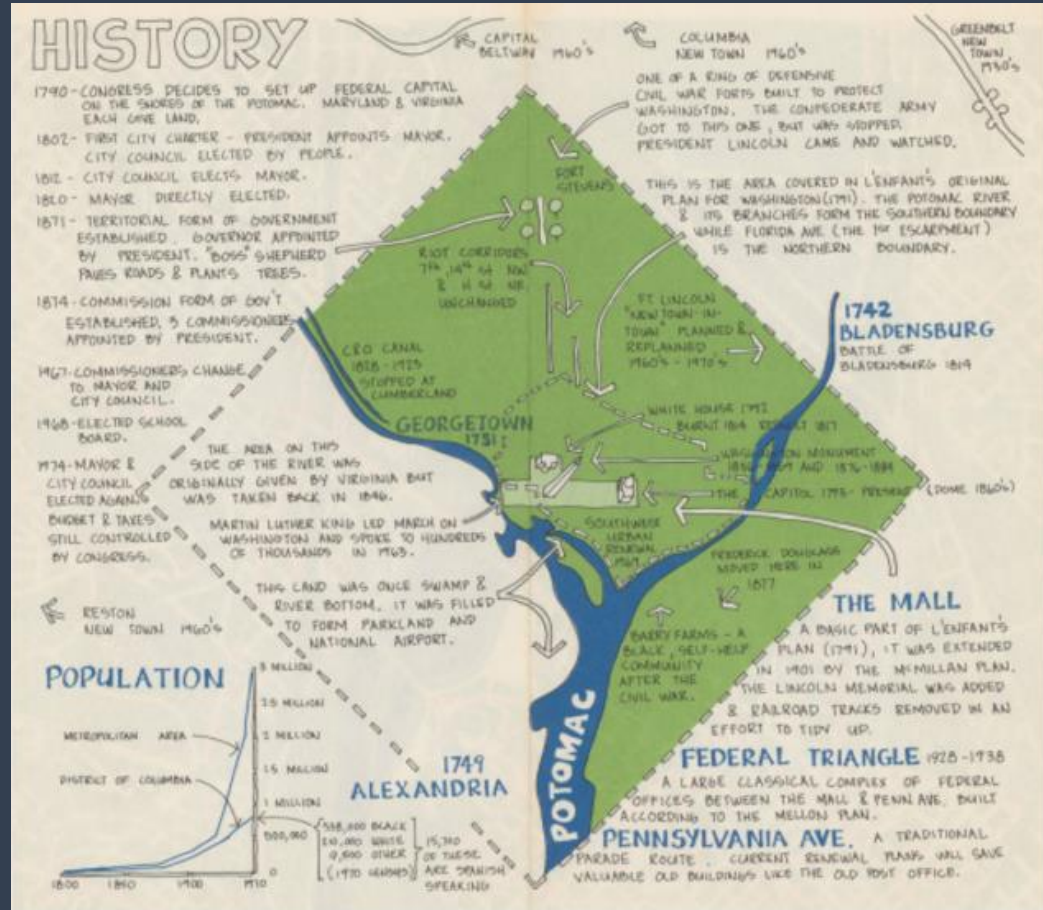 HISTORY
1790 - CONGRESS DECIDES TO SET UP FEDERAL CAPITAL
ON THE SHORES OF THE POTOMAC. MARYLAND & VIRGINIA
EACH GIVE LAND.
1802 - FIRST CITY CHARTER - PRESIDENT APPOINTS MAYOR.
CITY COUNCIL ELECTED BY PEOPLE.
1812 - CITY COUNCIL ELECTS MAYOR.
1820 - MAYOR DIRECTLY ELECTED.
1871 - TERRITORIAL FORM OF GOVERNMENT
ESTABLISHED. GOVERNOR APPOINTED
BY PRESIDENT. "BOSS" SHEPHERD
PAVES ROADS & PLANTS TREES.
1874 - COMMISSION FORM OF GOV'T
ESTABLISHED, 3 COMMISSIONERS
APPOINTED BY PRESIDENT.
1967 - COMMISSIONERS CHANGE
TO MAYOR AND
CITY COUNCIL.
1968 - ELECTED SCHOOL
BOARD.
1974 - MAYOR &
CITY COUNCIL
ELECTED AGAIN.
BUDGET & TAXES
STILL CONTROLLED
BY CONGRESS.
CAPITAL
BELTWAY 1960'S
COLUMBIA
NEW TOWN 1960'S
GREENBELT
NEW
TOWN
1930'S
ONE OF A RING OF DEFENSIVE
CIVIL WAR FORTS BUILT TO PROTECT
WASHINGTON. THE CONFEDERATE ARMY
GOT TO THIS ONE, BUT WAS STOPPED.
PRESIDENT LINCOLN CAME AND WATCHED.
FORT
STEVENS
THIS IS THE AREA COVERED IN L'ENFANT'S ORIGINAL
PLAN FOR WASHINGTON (1791). THE POTOMAC RIVER
& ITS BRANCHES FORM THE SOUTHERN BOUNDARY
WHILE FLORIDA AVE (THE 1ST ESCARPMENT)
IS THE NORTHERN BOUNDARY.
RIOT CORRIDORS
7TH, 14TH ST NW
& H ST NE.
UNCHANGED
FT. LINCOLN
"NEW TOWN-IN-
TOWN" PLANNED &
REPLANNED
1960'S - 1970'S
1742
BLADENSBURG
BATTLE OF
BLADENSBURG 1814
C&O CANAL
1828 - 1923
STOPPED AT
CUMBERLAND
GEORGETOWN
1751
WHITE HOUSE 1792
BURNT 1814 REBUILT 1817
WASHINGTON MONUMENT
AND 1876-1884
THE CAPITOL 1793 - PRESENT (DOME 1860'S)
THE AREA ON THIS
SIDE OF THE RIVER WAS
ORIGINALLY GIVEN BY VIRGINIA BUT
WAS TAKEN BACK IN 1846.
MARTIN LUTHER KING LED MARCH ON
WASHINGTON AND SPOKE TO HUNDREDS
OF THOUSANDS IN 1963.
SOUTHWEST
URBAN
RENEWAL
FREDERICK DOUGLASS
MOVED HERE IN
1877
THIS LAND WAS ONCE SWAMP &
RIVER BOTTOM. IT WAS FILLED
TO FORM PARKLAND AND
NATIONAL AIRPORT.
BARRY FARMS - A
BLACK, SELF-HELP
COMMUNITY
AFTER THE
CIVIL WAR.
RESTON
NEW TOWN 1960'S
THE MALL
A BASIC PART OF L'ENFANT'S
PLAN (1791), IT WAS EXTENDED
IN 1901 BY THE McMILLAN PLAN.
THE LINCOLN MEMORIAL WAS ADDED
& RAILROAD TRACKS REMOVED IN AN
EFFORT TO TIDY UP.
FEDERAL TRIANGLE 1928-1938
A LARGE CLASSICAL COMPLEX OF FEDERAL
OFFICES BETWEEN THE MALL & PENN AVE. BUILT
ACCORDING TO THE MELLON PLAN.
PENNSYLVANIA AVE. A TRADITIONAL
PARADE ROUTE. CURRENT RENEWAL PLANS WILL SAVE
VALUABLE OLD BUILDINGS LIKE THE OLD POST OFFICE.
POTOMAC
1749
ALEXANDRIA
POPULATION
METROPOLITAN AREA
DISTRICT OF COLUMBIA
3 MILLION
2.5 MILLION
2 MILLION
1.5 MILLION
1 MILLION
500,000
0
1800 1850 1900 1970
538,000 BLACK
210,000 WHITE
OTHER
(1970 CENSUS)
OF THESE
ARE SPANISH
SPEAKING